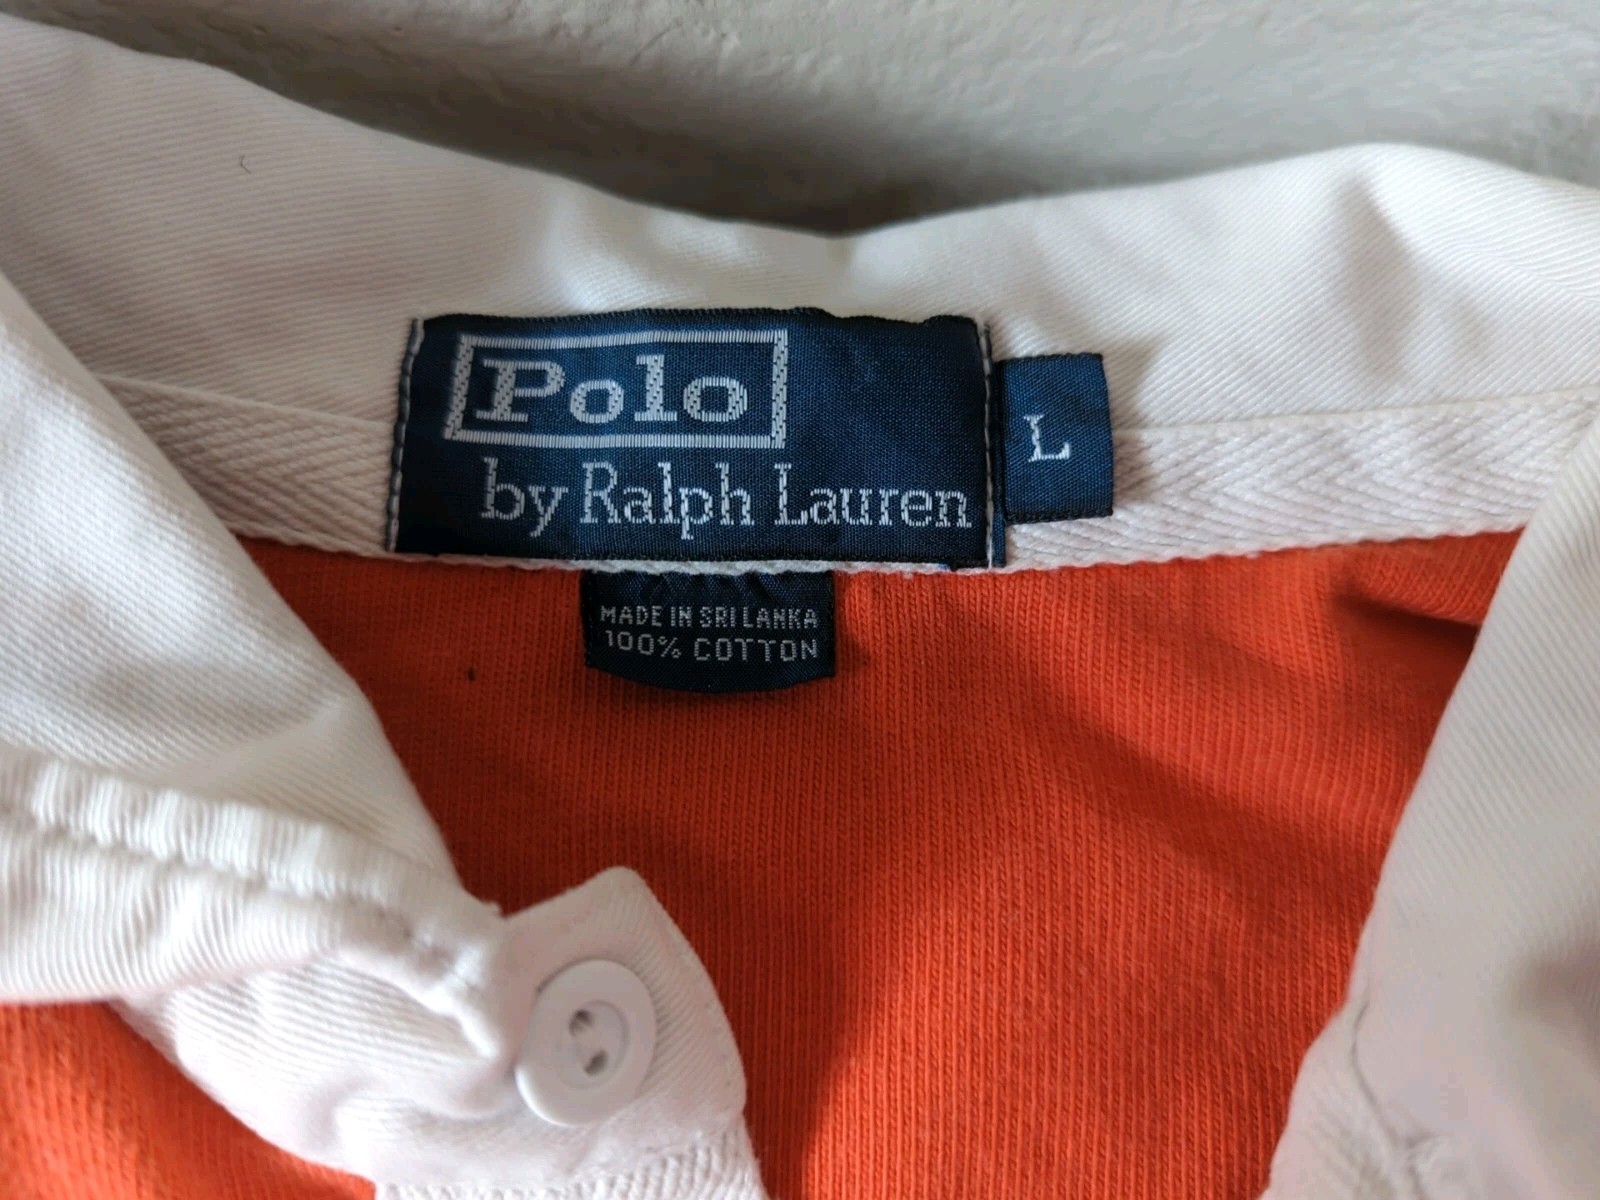 Polo
by Ralph Lauren
L
MADE IN SRI LANKA
100% COTTON